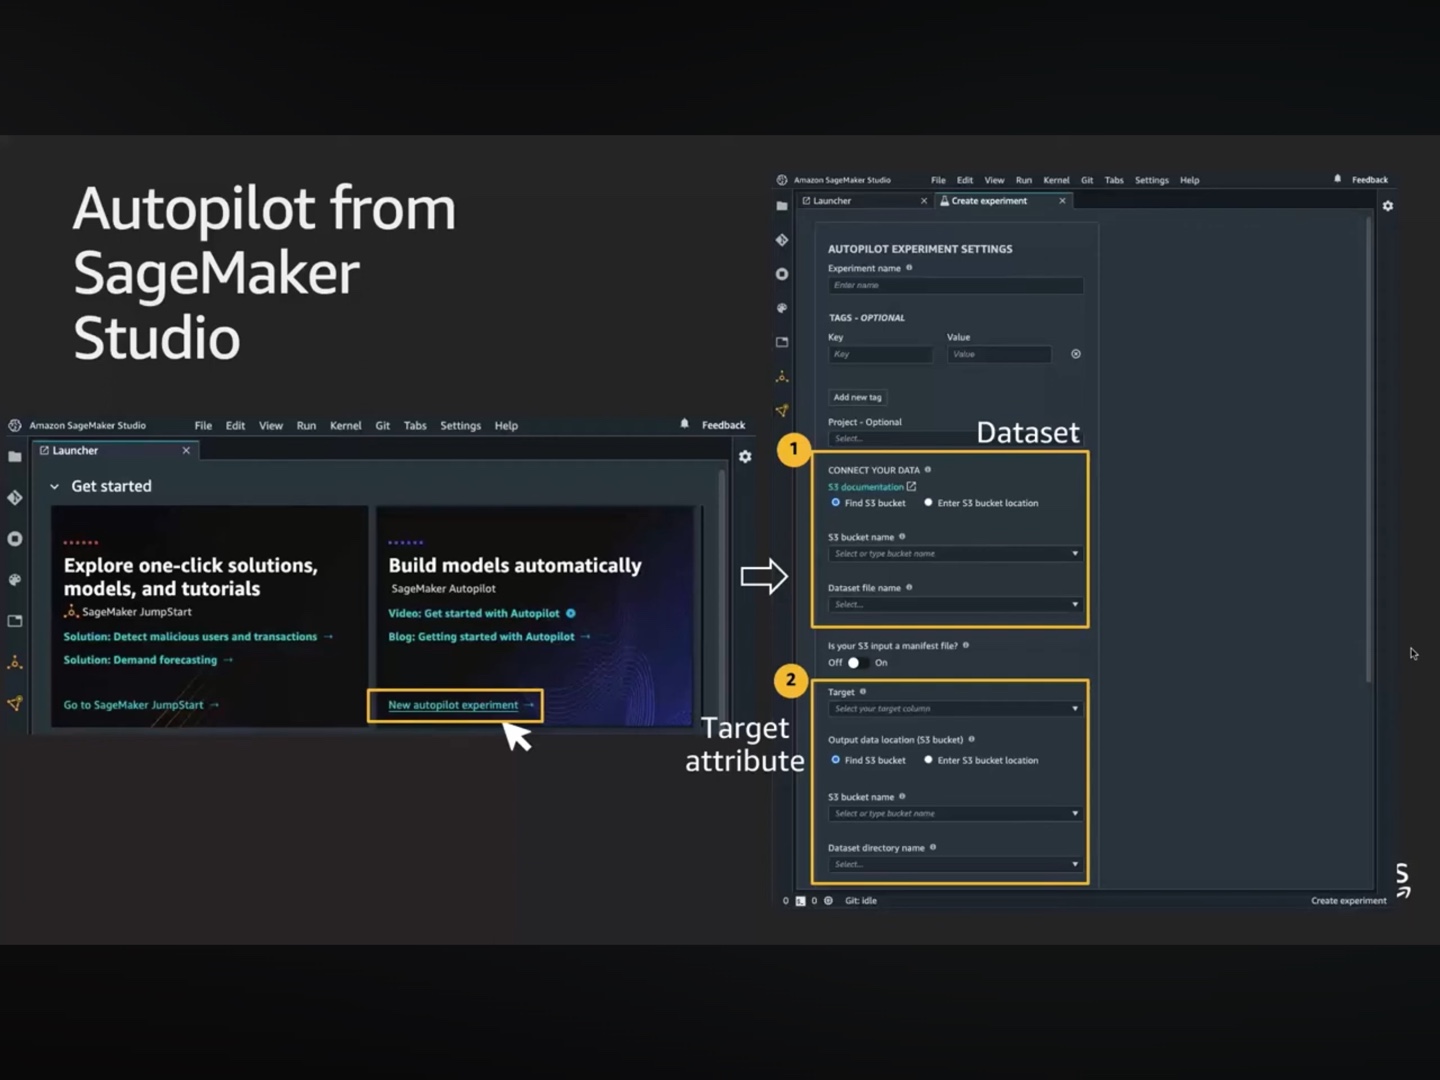 Autopilot from
SageMaker
Studio
Amazon SageMaker Studio File Edit View Run Kernel Git Tabs Settings Help Feedback
Launcher
Get started
Explore one-click solutions,
models, and tutorials
SageMaker JumpStart
Solution: Detect malicious users and transactions →
Solution: Demand forecasting →
Go to SageMaker JumpStart →
Build models automatically
SageMaker Autopilot
Video: Get started with Autopilot
Blog: Getting started with Autopilot →
New autopilot experiment →
Target
attribute
Amazon SageMaker Studio File Edit View Run Kernel Git Tabs Settings Help Feedback
Launcher Create experiment
AUTOPILOT EXPERIMENT SETTINGS
Experiment name
Enter name
TAGS - OPTIONAL
Key Value
Key Value
Add new tag
Project - Optional
Select...
Dataset
1
CONNECT YOUR DATA
S3 documentation
Find S3 bucket Enter S3 bucket location
S3 bucket name
Select or type bucket name
Dataset file name
Select...
Is your S3 input a manifest file?
Off On
2
Target
Select your target column
Output data location (S3 bucket)
Find S3 bucket Enter S3 bucket location
S3 bucket name
Select or type bucket name
Dataset directory name
Select...
0 0 Git: idle Create experiment